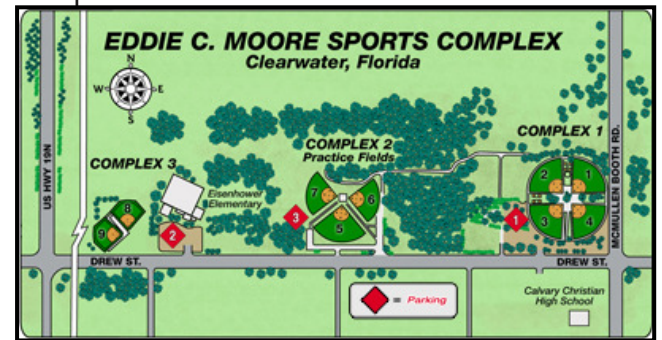 EDDIE C. MOORE SPORTS COMPLEX
Clearwater, Florida
N
W
E
S
COMPLEX 1
COMPLEX 2
Practice Fields
COMPLEX 3
US HWY 19N
MCMULLEN BOOTH RD.
Eisenhower
Elementary
2
1
3
4
7
6
5
8
9
3
1
2
DREW ST.
DREW ST.
= Parking
Calvary Christian
High School